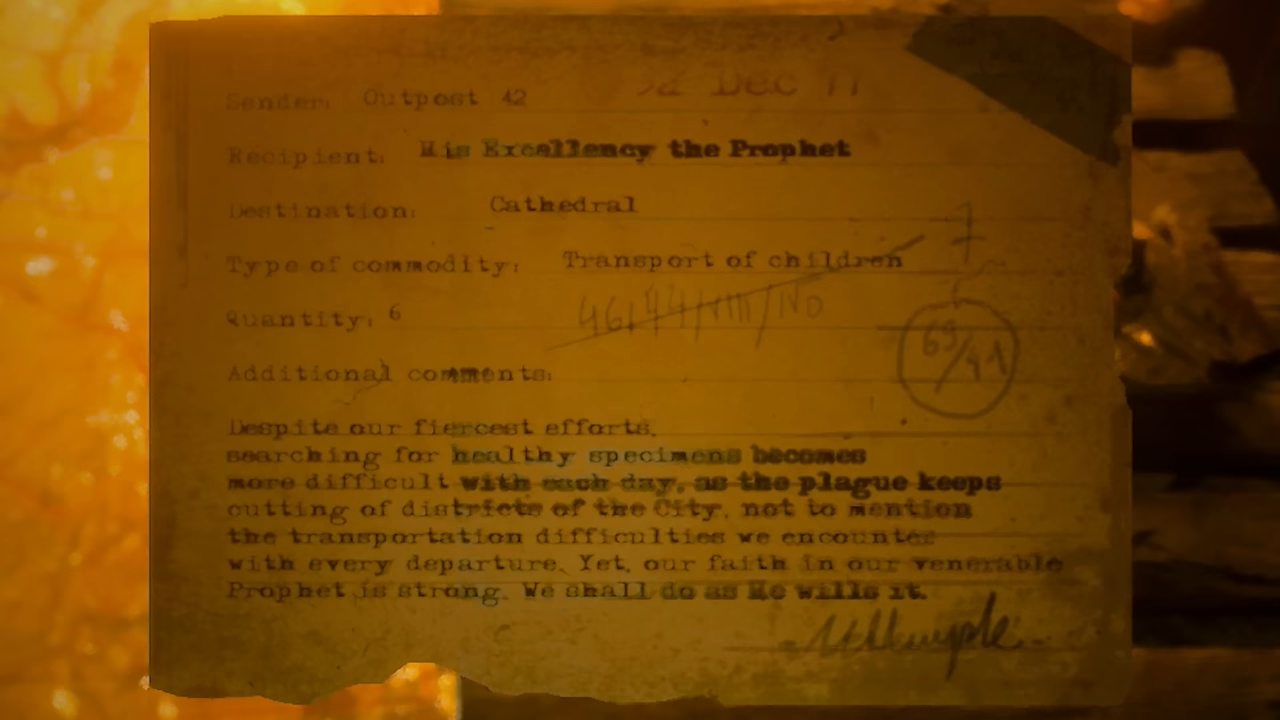 Sender: Outpost 42
Recipient: His Excellency the Prophet
Destination: Cathedral
Type of commodity: Transport of children
Quantity: 6
Additional comments:
Despite our fiercest efforts,
searching for healthy specimens becomes
more difficult with each day, as the plague keeps
cutting of districts of the City, not to mention
the transportation difficulties we encounter
with every departure. Yet, our faith in our venerable
Prophet is strong. We shall do as He wills it.
69/41